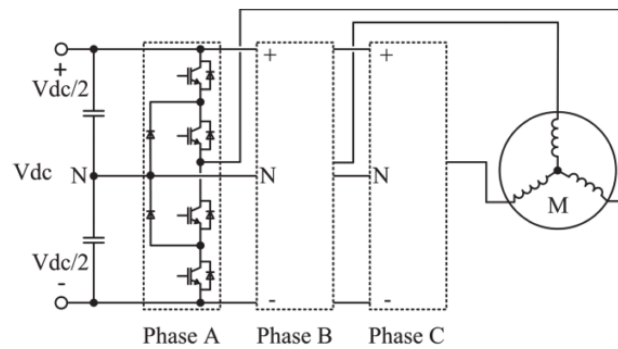 +
Vdc/2
Vdc
N
Vdc/2
-
+
N
-
+
N
-
M
Phase A
Phase B
Phase C